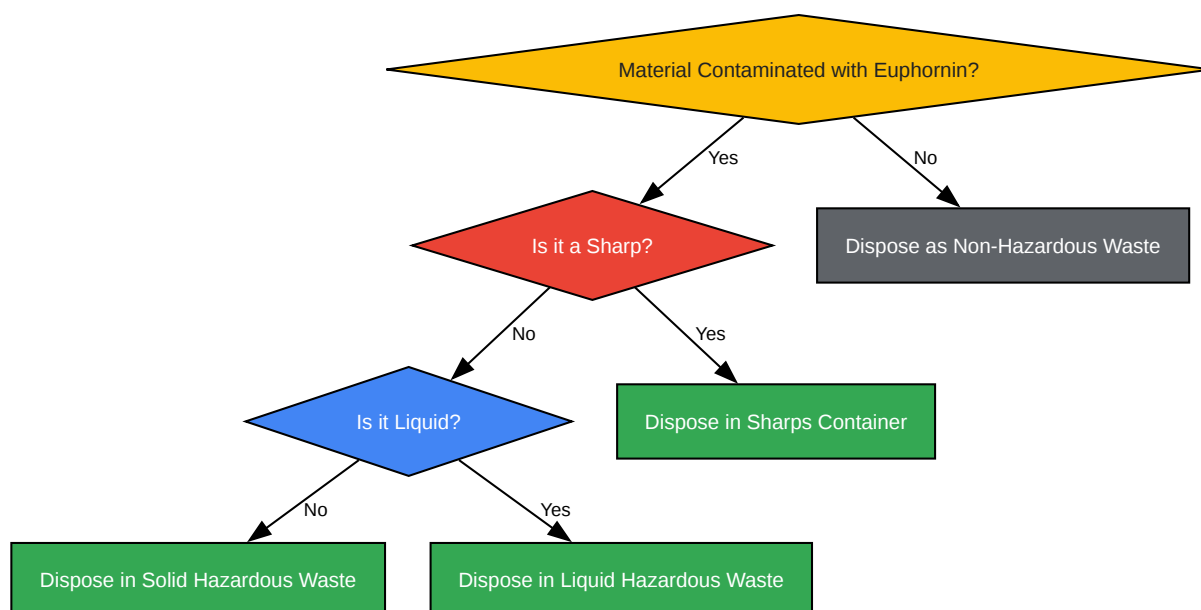 Material Contaminated with Euphornin?
Yes
No
Is it a Sharp?
Dispose as Non-Hazardous Waste
No
Yes
Is it Liquid?
Dispose in Sharps Container
No
Yes
Dispose in Solid Hazardous Waste
Dispose in Liquid Hazardous Waste